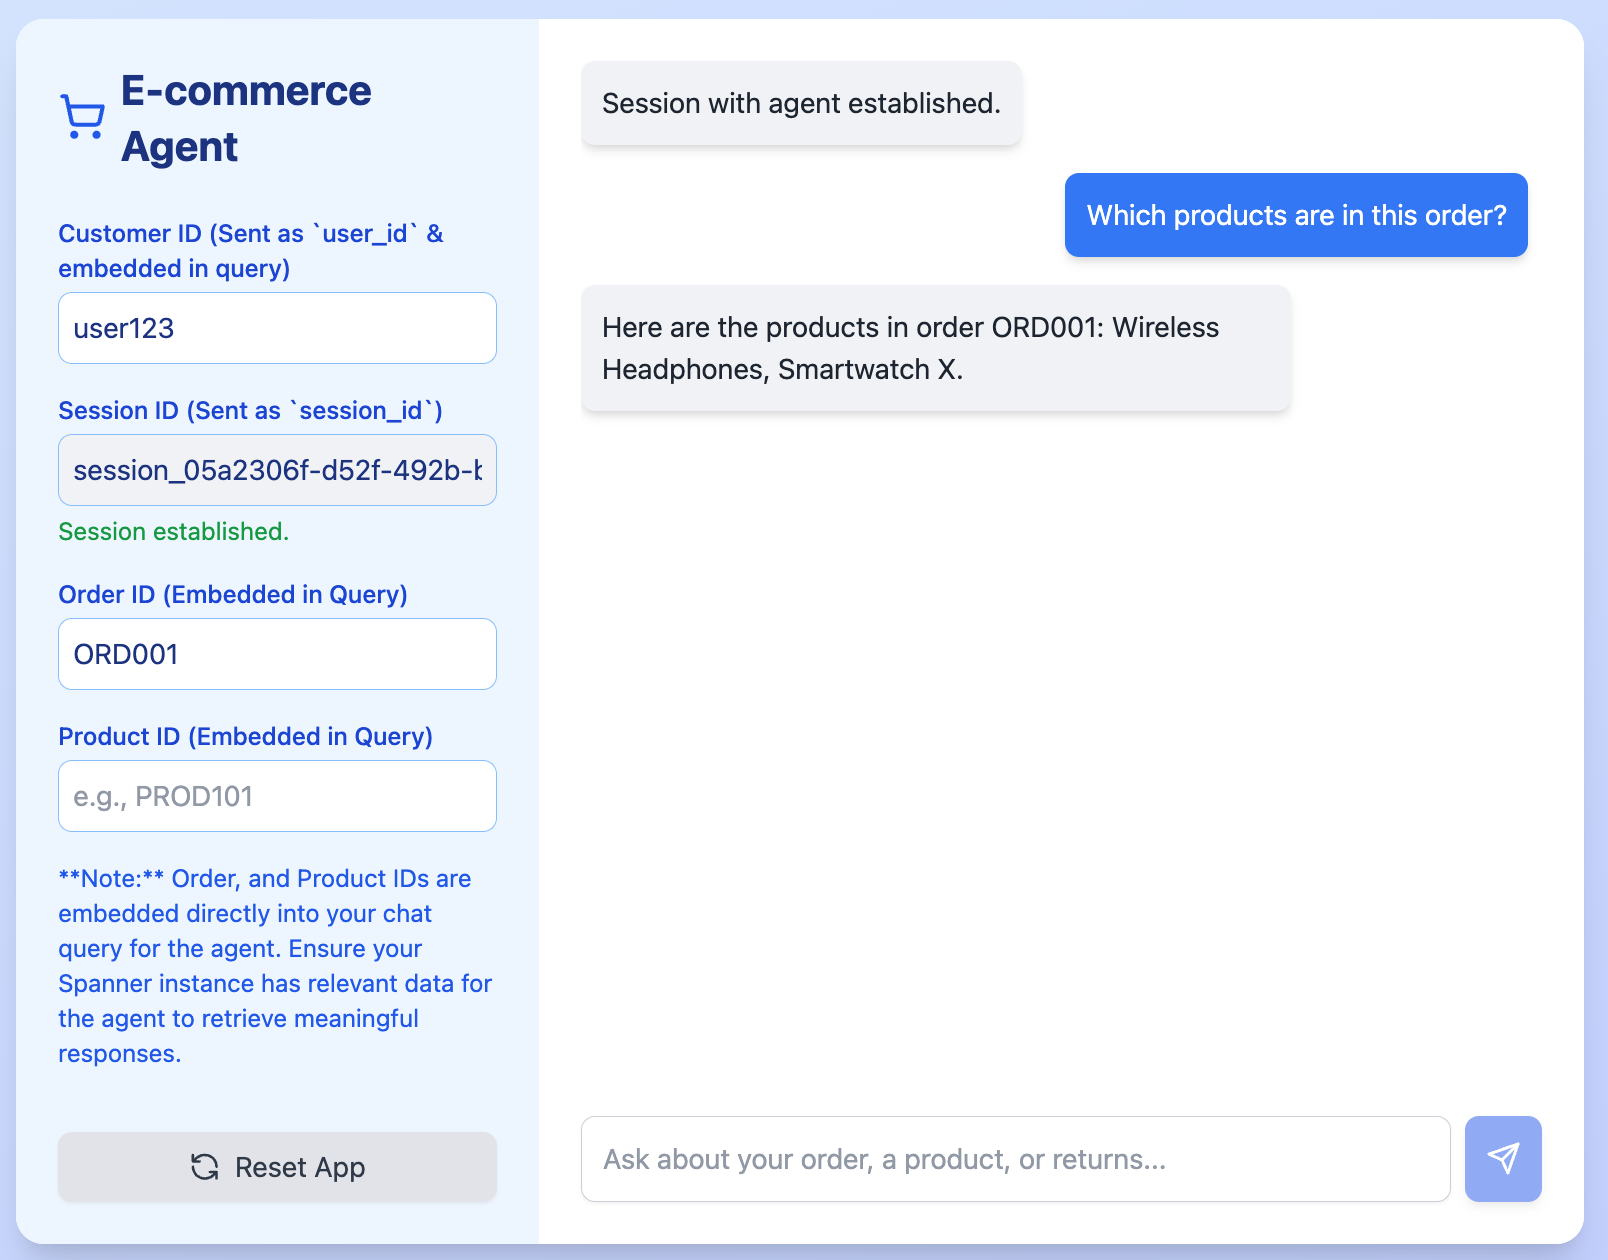 E-commerce
Agent
Customer ID (Sent as `user_id` &
embedded in query)
user123
Session ID (Sent as `session_id`)
session_05a2306f-d52f-492b-b
Session established.
Order ID (Embedded in Query)
ORD001
Product ID (Embedded in Query)
e.g., PROD101
**Note:** Order, and Product IDs are
embedded directly into your chat
query for the agent. Ensure your
Spanner instance has relevant data for
the agent to retrieve meaningful
responses.
Reset App
Session with agent established.
Which products are in this order?
Here are the products in order ORD001: Wireless
Headphones, Smartwatch X.
Ask about your order, a product, or returns...